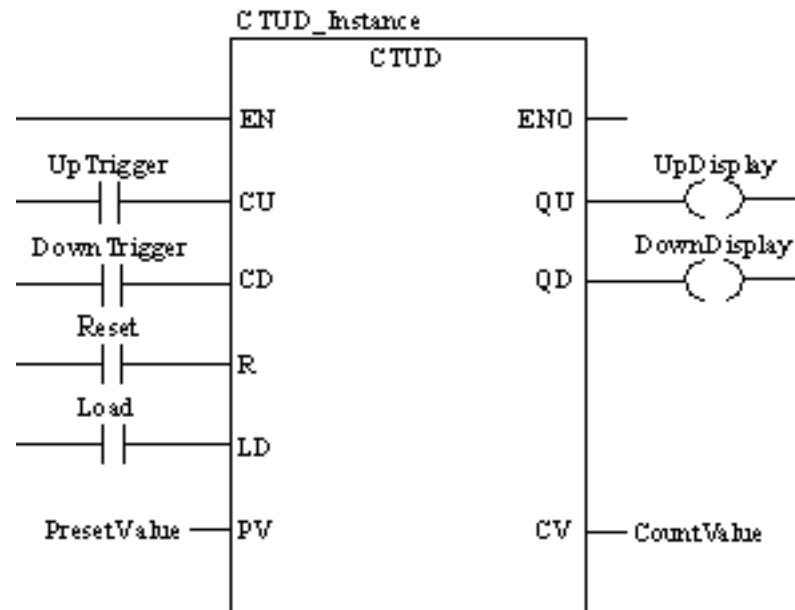 CTUD_Instance
CTUD
EN ENO
UpTrigger UpDisplay
CU QU
DownTrigger DownDisplay
CD QD
Reset
R
Load
LD
PresetValue PV CV CountValue